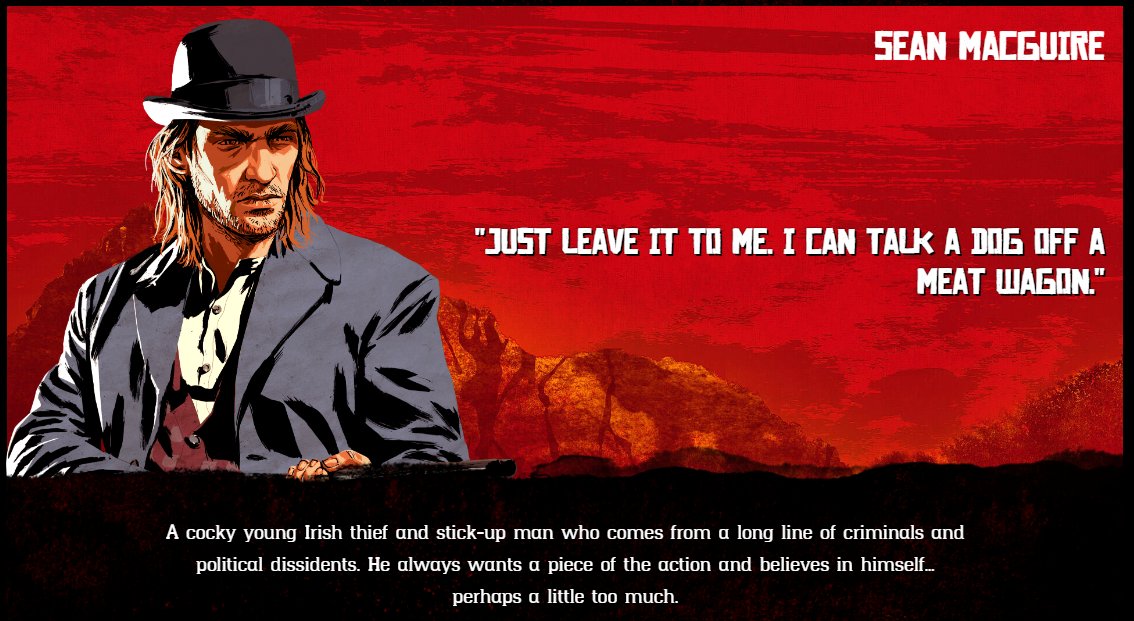 SEAN MACGUIRE
"JUST LEAVE IT TO ME. I CAN TALK A DOG OFF A
MEAT WAGON."
A cocky young Irish thief and stick-up man who comes from a long line of criminals and
political dissidents. He always wants a piece of the action and believes in himself...
perhaps a little too much.